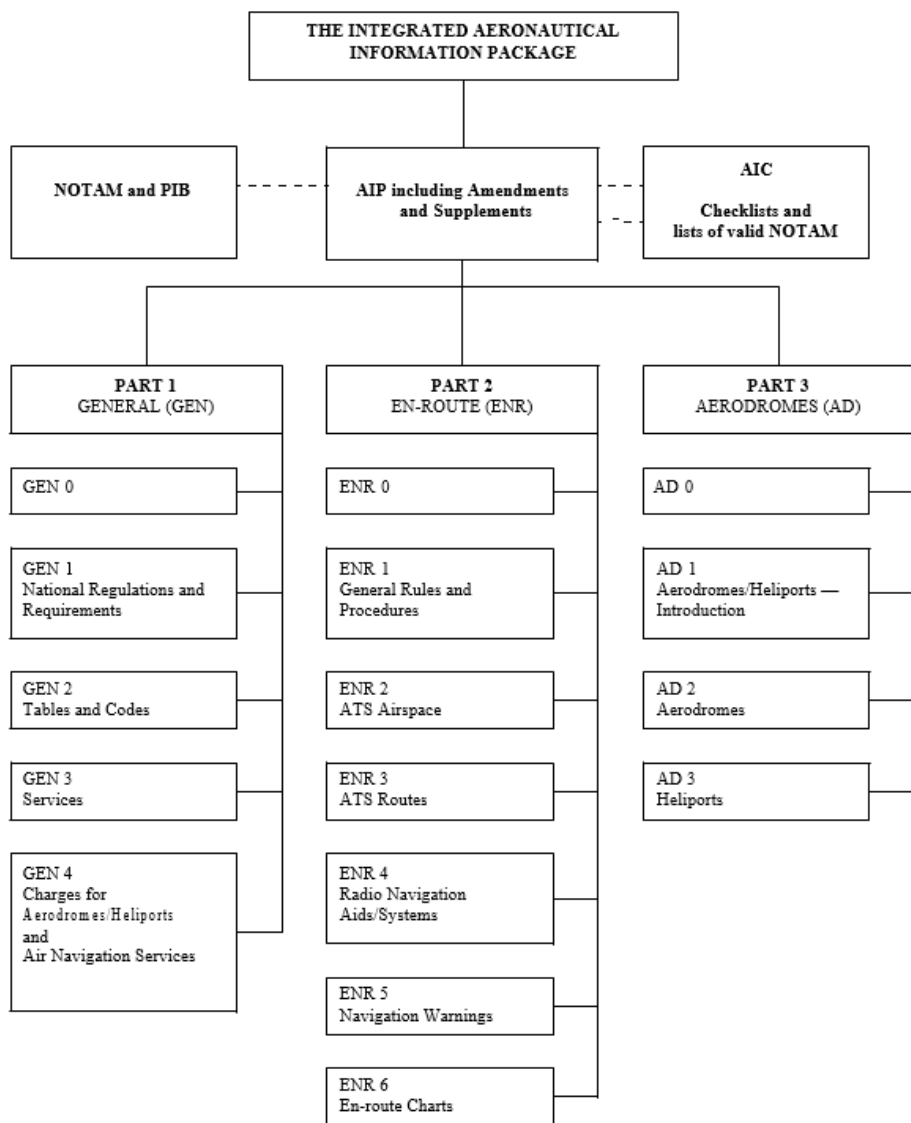 THE INTEGRATED AERONAUTICAL
INFORMATION PACKAGE
NOTAM and PIB
AIP including Amendments
and Supplements
AIC
Checklists and
lists of valid NOTAM
PART 1
GENERAL (GEN)
PART 2
EN-ROUTE (ENR)
PART 3
AERODROMES (AD)
GEN 0
GEN 1
National Regulations and
Requirements
GEN 2
Tables and Codes
GEN 3
Services
GEN 4
Charges for
Aerodromes/Heliports
and
Air Navigation Services
ENR 0
ENR 1
General Rules and
Procedures
ENR 2
ATS Airspace
ENR 3
ATS Routes
ENR 4
Radio Navigation
Aids/Systems
ENR 5
Navigation Warnings
ENR 6
En-route Charts
AD 0
AD 1
Aerodromes/Heliports —
Introduction
AD 2
Aerodromes
AD 3
Heliports